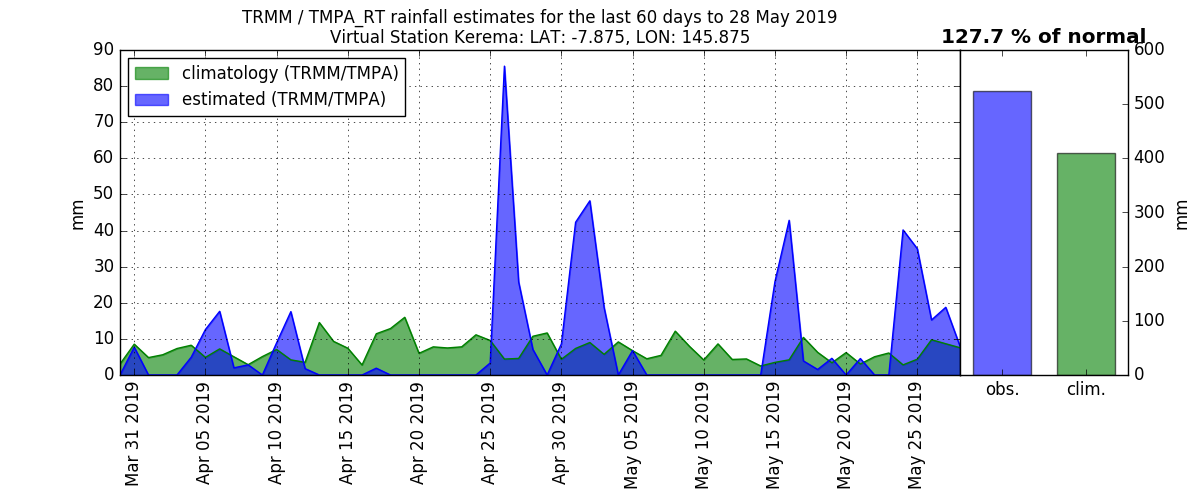 TRMM / TMPA_RT rainfall estimates for the last 60 days to 28 May 2019
Virtual Station Kerema: LAT: -7.875, LON: 145.875
127.7 % of normal
climatology (TRMM/TMPA)
estimated (TRMM/TMPA)
90
80
70
60
50
40
30
20
10
0
mm
Mar 31 2019
Apr 05 2019
Apr 10 2019
Apr 15 2019
Apr 20 2019
Apr 25 2019
Apr 30 2019
May 05 2019
May 10 2019
May 15 2019
May 20 2019
May 25 2019
obs.
clim.
600
500
400
300
200
100
0
mm